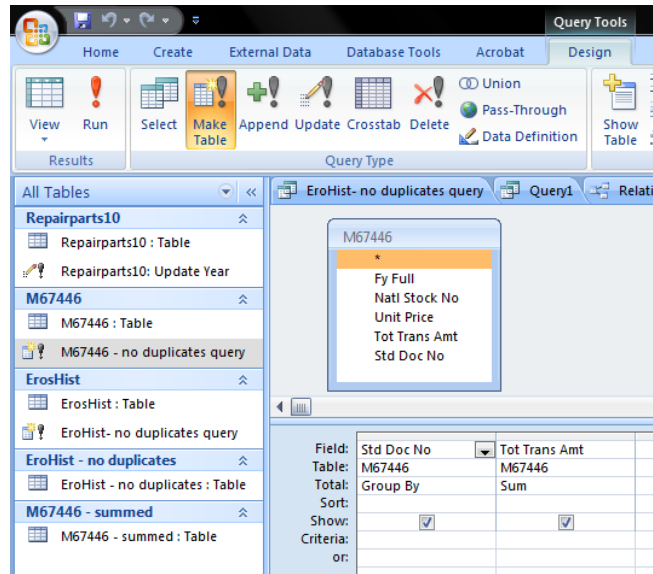 Query Tools
Home Create External Data Database Tools Acrobat Design
View Run Select Make Table Append Update Crosstab Delete Union Pass-Through Data Definition Show Table
Results Query Type
All Tables «
EroHist- no duplicates query Query1 Relati
Repairparts10
Repairparts10 : Table
Repairparts10: Update Year
M67446
M67446 : Table
M67446 - no duplicates query
ErosHist
ErosHist : Table
EroHist- no duplicates query
EroHist - no duplicates
EroHist - no duplicates : Table
M67446 - summed
M67446 - summed : Table
M67446
*
Fy Full
Natl Stock No
Unit Price
Tot Trans Amt
Std Doc No
Field: Std Doc No Tot Trans Amt
Table: M67446 M67446
Total: Group By Sum
Sort:
Show:
Criteria:
or: